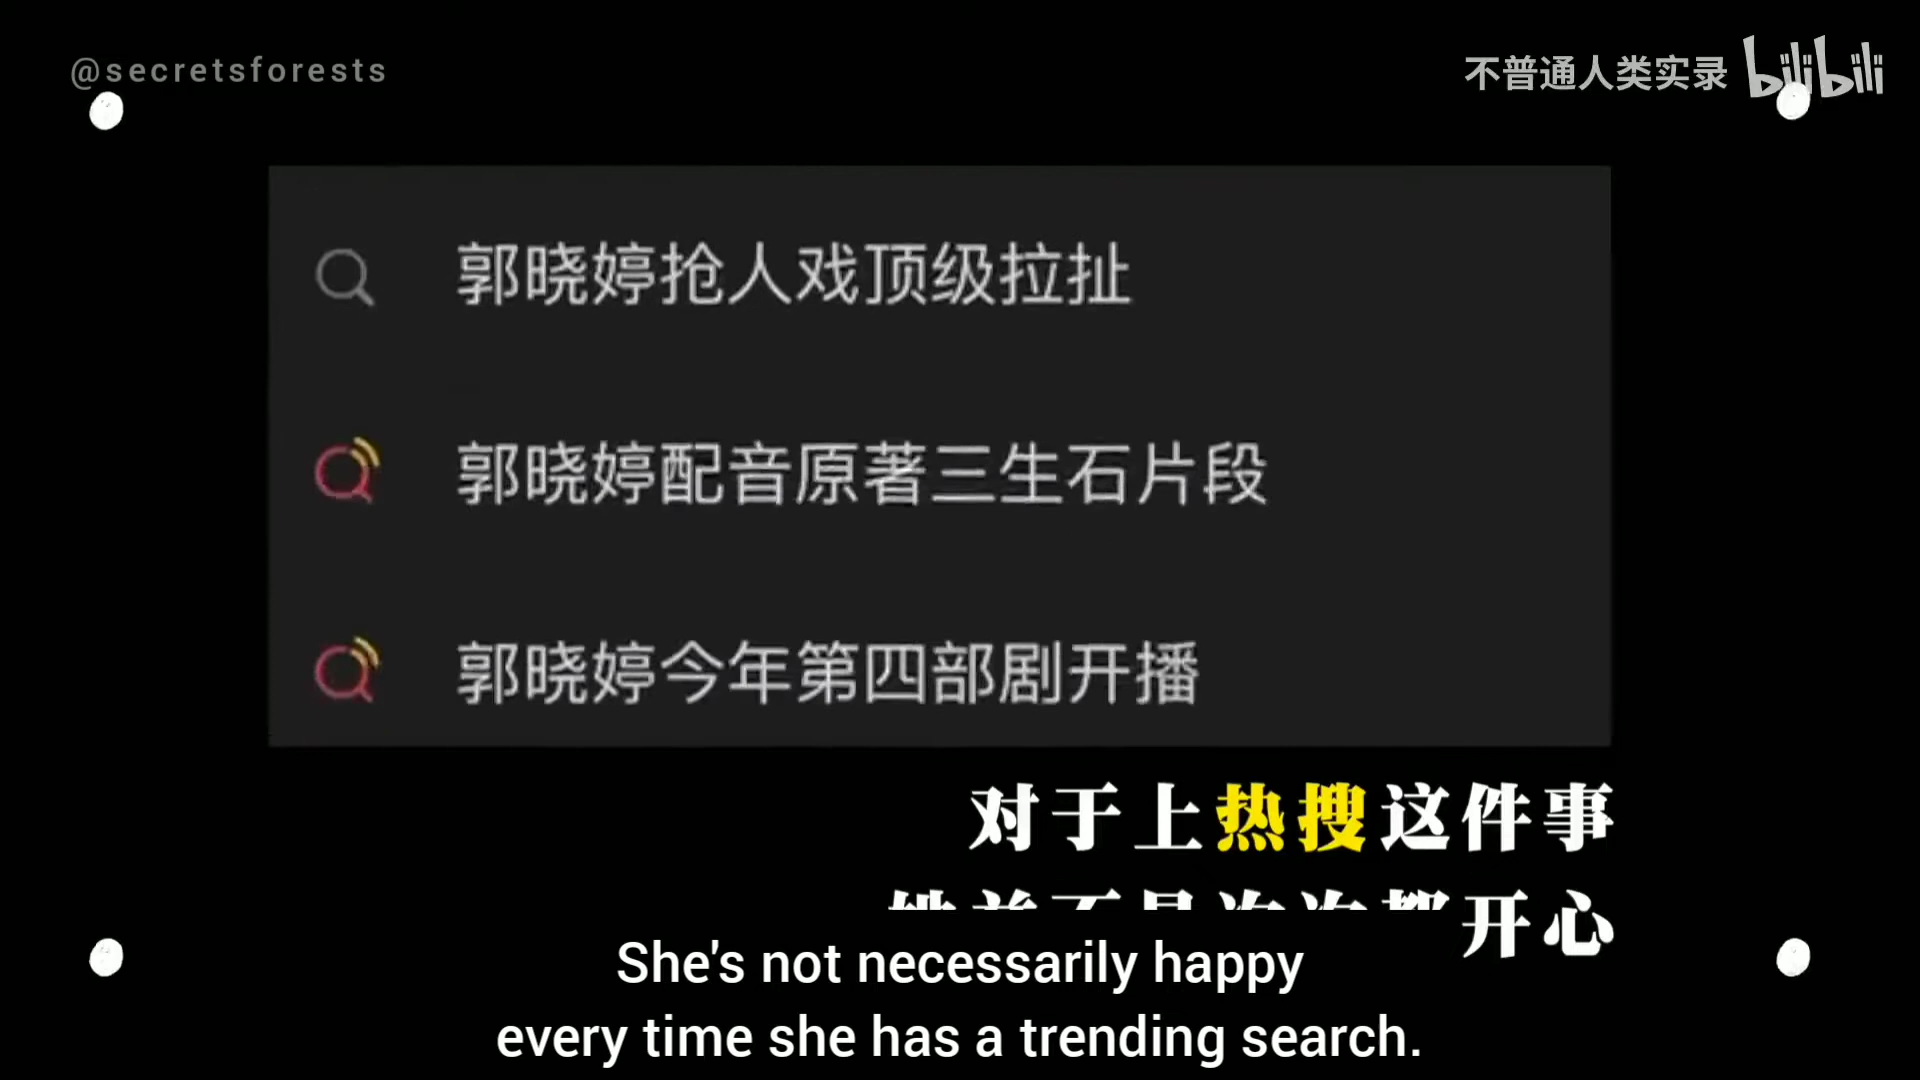 @secretsforests
不普通人类实录 bilibili
郭晓婷抢人戏顶级拉扯
郭晓婷配音原著三生石片段
郭晓婷今年第四部剧开播
对于上热搜这件事
开心
She's not necessarily happy
every time she has a trending search.